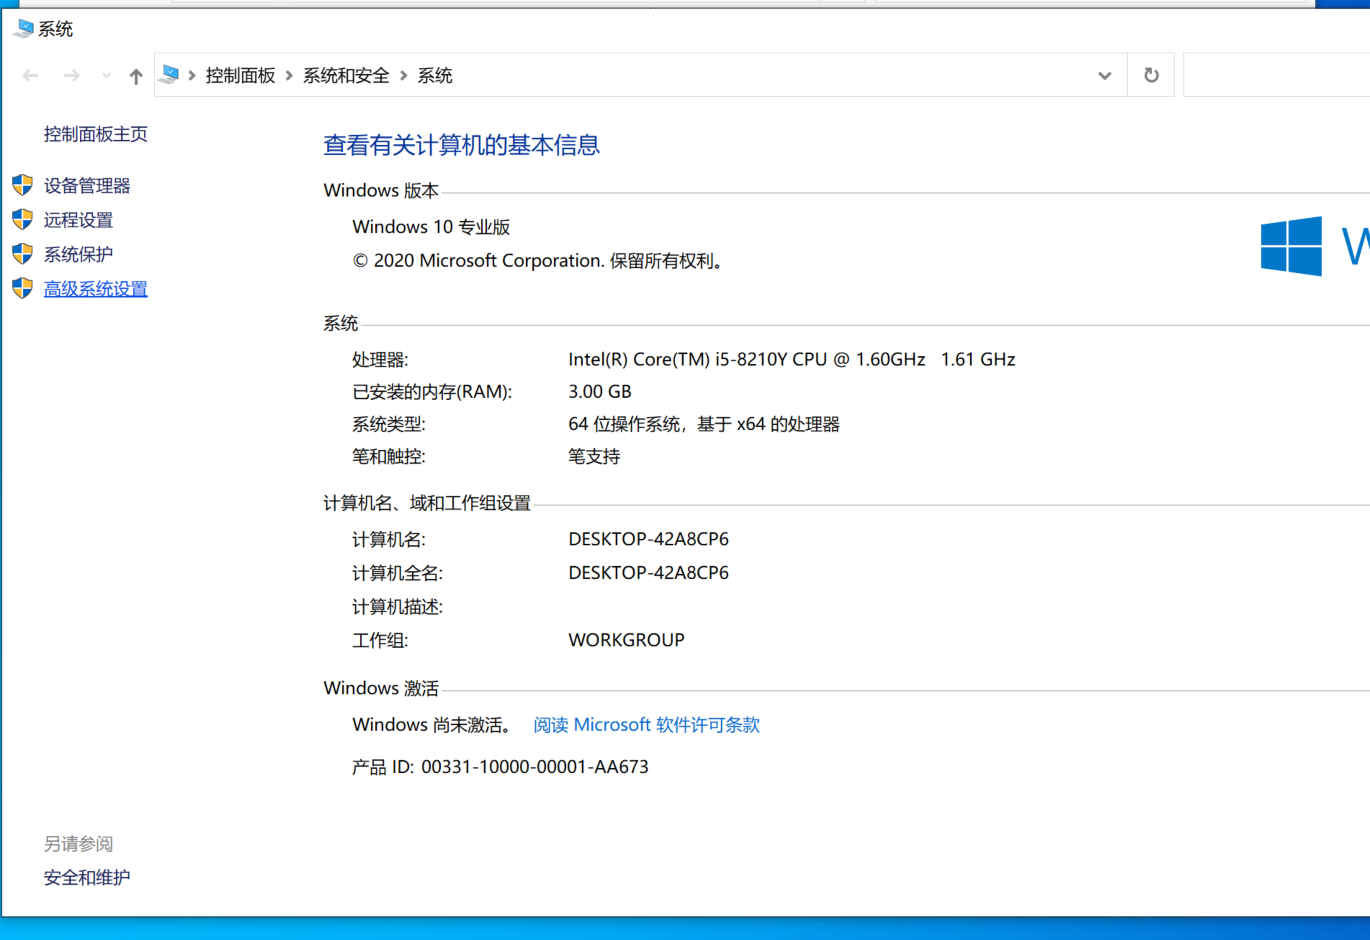 系统
控制面板 系统和安全 系统
控制面板主页
设备管理器
远程设置
系统保护
高级系统设置
查看有关计算机的基本信息
Windows 版本
Windows 10 专业版
© 2020 Microsoft Corporation. 保留所有权利。
W
系统
处理器: Intel(R) Core(TM) i5-8210Y CPU @ 1.60GHz 1.61 GHz
已安装的内存(RAM): 3.00 GB
系统类型: 64 位操作系统，基于 x64 的处理器
笔和触控: 笔支持
计算机名、域和工作组设置
计算机名: DESKTOP-42A8CP6
计算机全名: DESKTOP-42A8CP6
计算机描述:
工作组: WORKGROUP
Windows 激活
Windows 尚未激活。 阅读 Microsoft 软件许可条款
产品 ID: 00331-10000-00001-AA673
另请参阅
安全和维护